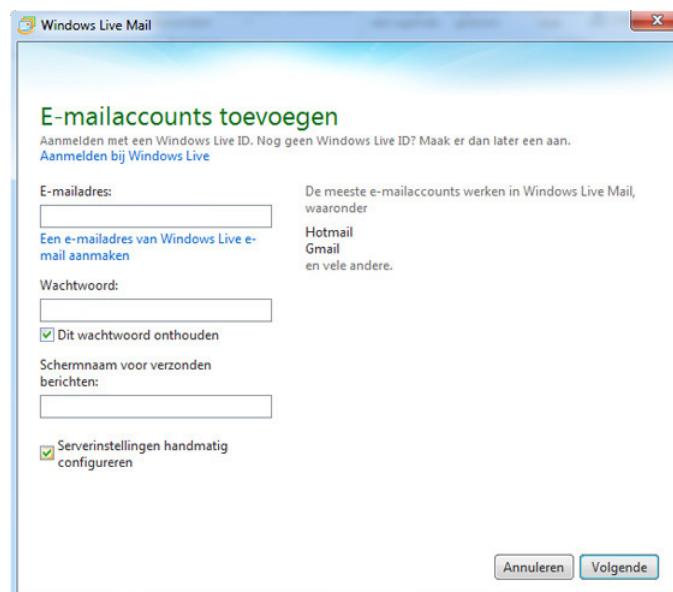 Windows Live Mail
E-mailaccounts toevoegen
Aanmelden met een Windows Live ID. Nog geen Windows Live ID? Maak er dan later een aan.
Aanmelden bij Windows Live
E-mailadres:
Een e-mailadres van Windows Live e-
mail aanmaken
Wachtwoord:
Dit wachtwoord onthouden
Schermnaam voor verzonden
berichten:
Serverinstellingen handmatig
configureren
De meeste e-mailaccounts werken in Windows Live Mail,
waaronder
Hotmail
Gmail
en vele andere.
Annuleren
Volgende